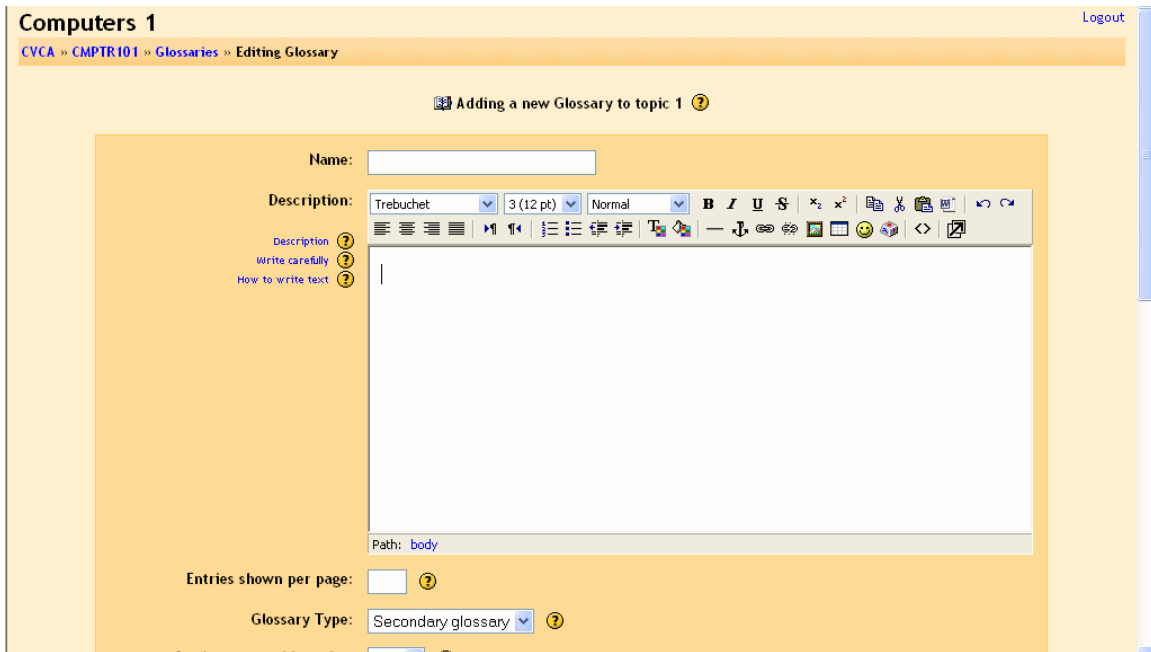 Computers 1
Logout
CVCA » CMPTR101 » Glossaries » Editing Glossary
Adding a new Glossary to topic 1
Name:
Description:
Trebuchet 3 (12 pt) Normal B I U S x₂ x²
Description
Write carefully
How to write text
Path: body
Entries shown per page:
Glossary Type: Secondary glossary